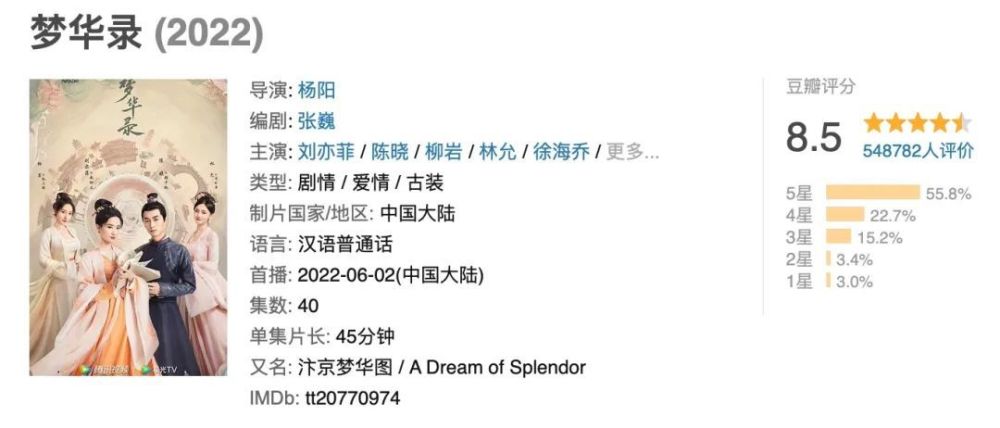 梦华录 (2022)
梦华录
腾讯视频
导演: 杨阳
编剧: 张巍
主演: 刘亦菲 / 陈晓 / 柳岩 / 林允 / 徐海乔 / 更多...
类型: 剧情 / 爱情 / 古装
制片国家/地区: 中国大陆
语言: 汉语普通话
首播: 2022-06-02(中国大陆)
集数: 40
单集片长: 45分钟
又名: 汴京梦华图 / A Dream of Splendor
IMDb: tt20770974
豆瓣评分
8.5
548782人评价
5星 55.8%
4星 22.7%
3星 15.2%
2星 3.4%
1星 3.0%